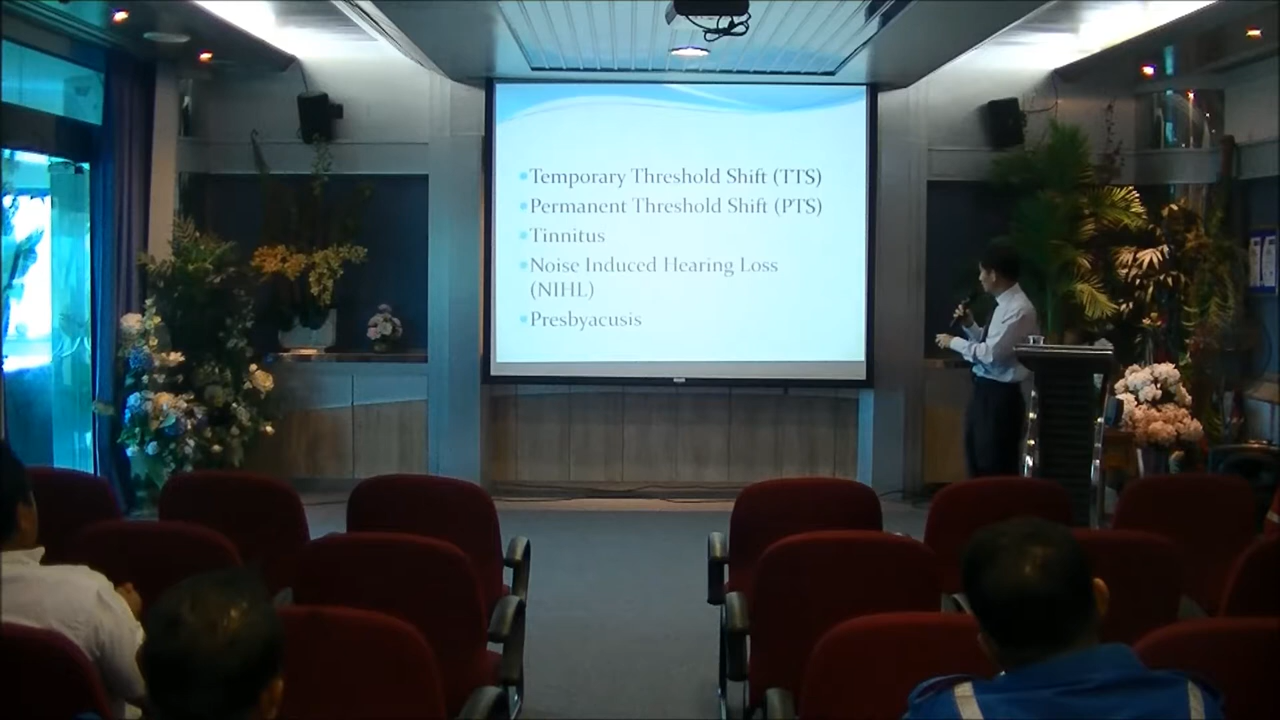 Temporary Threshold Shift (TTS)
Permanent Threshold Shift (PTS)
Tinnitus
Noise Induced Hearing Loss
(NIHL)
Presbyacusis